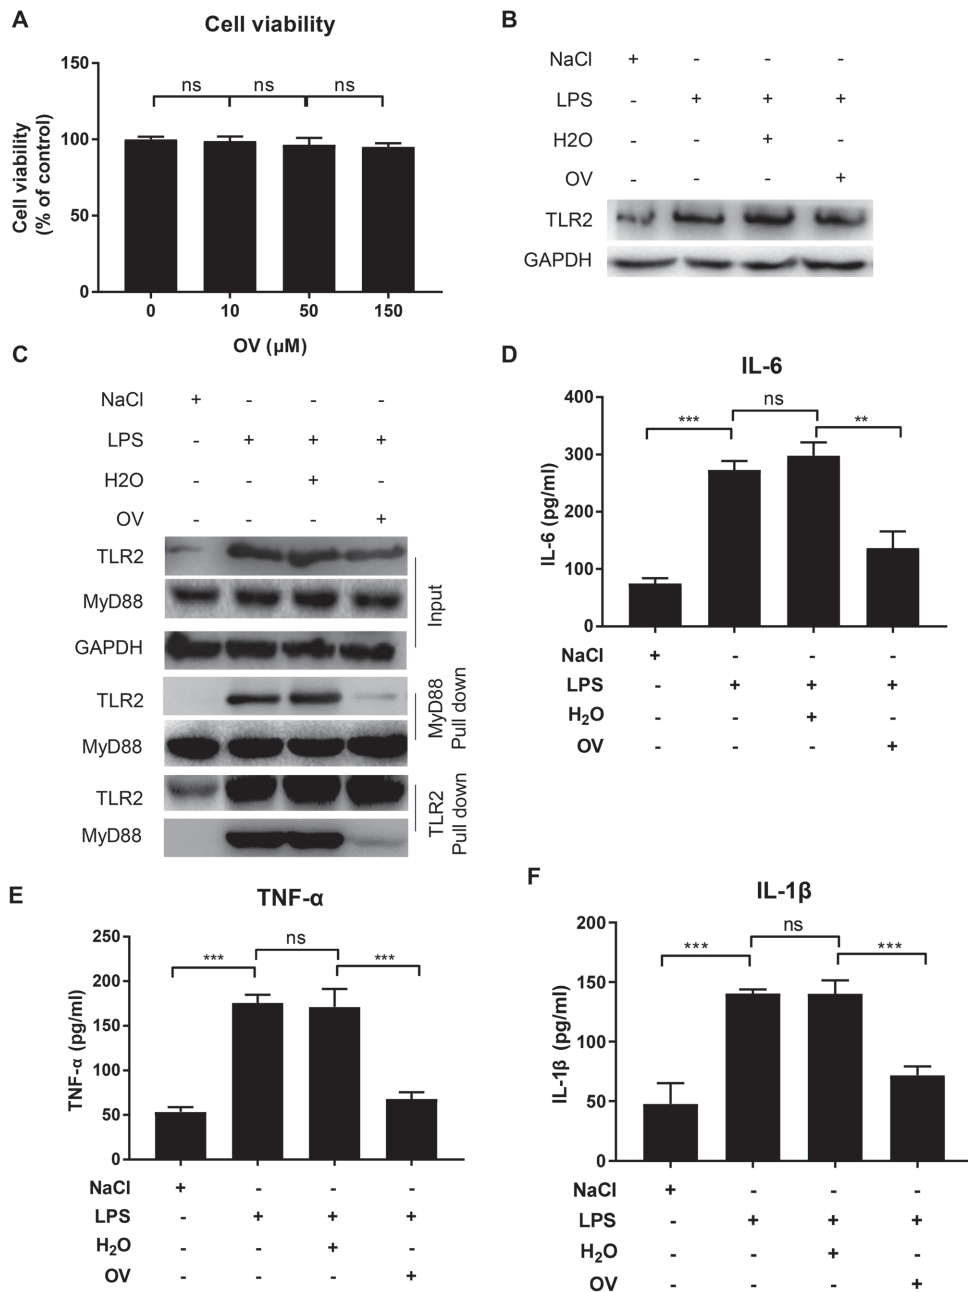 A
Cell viability
150
100
50
0
Cell viability
(% of control)
ns ns ns
0 10 50 150
OV (µM)
B
NaCl + - - -
LPS - + + +
H2O - - + -
OV - - - +
TLR2
GAPDH
C
NaCl + - - -
LPS - + + +
H2O - - + -
OV - - - +
TLR2
MyD88
GAPDH
Input
TLR2
MyD88
MyD88
Pull down
TLR2
MyD88
TLR2
Pull down
D
IL-6
400
300
200
100
0
IL-6 (pg/ml)
*** ns **
NaCl + - - -
LPS - + + +
H₂O - - + -
OV - - - +
E
TNF-α
250
200
150
100
50
0
TNF-α (pg/ml)
*** ns ***
NaCl + - - -
LPS - + + +
H₂O - - + -
OV - - - +
F
IL-1β
200
150
100
50
0
IL-1β (pg/ml)
*** ns ***
NaCl + - - -
LPS - + + +
H₂O - - + -
OV - - - +